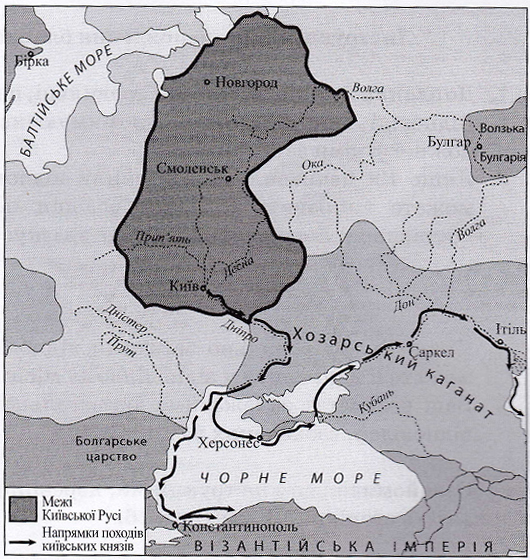 Бірка
БАЛТІЙСЬКЕ МОРЕ
Новгород
Волга
Волзька
Булгарія
Булгар
Смоленськ
Ока
Волга
Прип'ять
Десна
Київ
Дністер
Прут
Дніпро
Дон
Хозарський каганат
Ітіль
Саркел
Кубань
Болгарське
царство
Херсонес
ЧОРНЕ МОРЕ
Константинополь
ВІЗАНТІЙСЬКА ІМПЕРІЯ
Межі
Київської Русі
Напрямки походів
київських князів